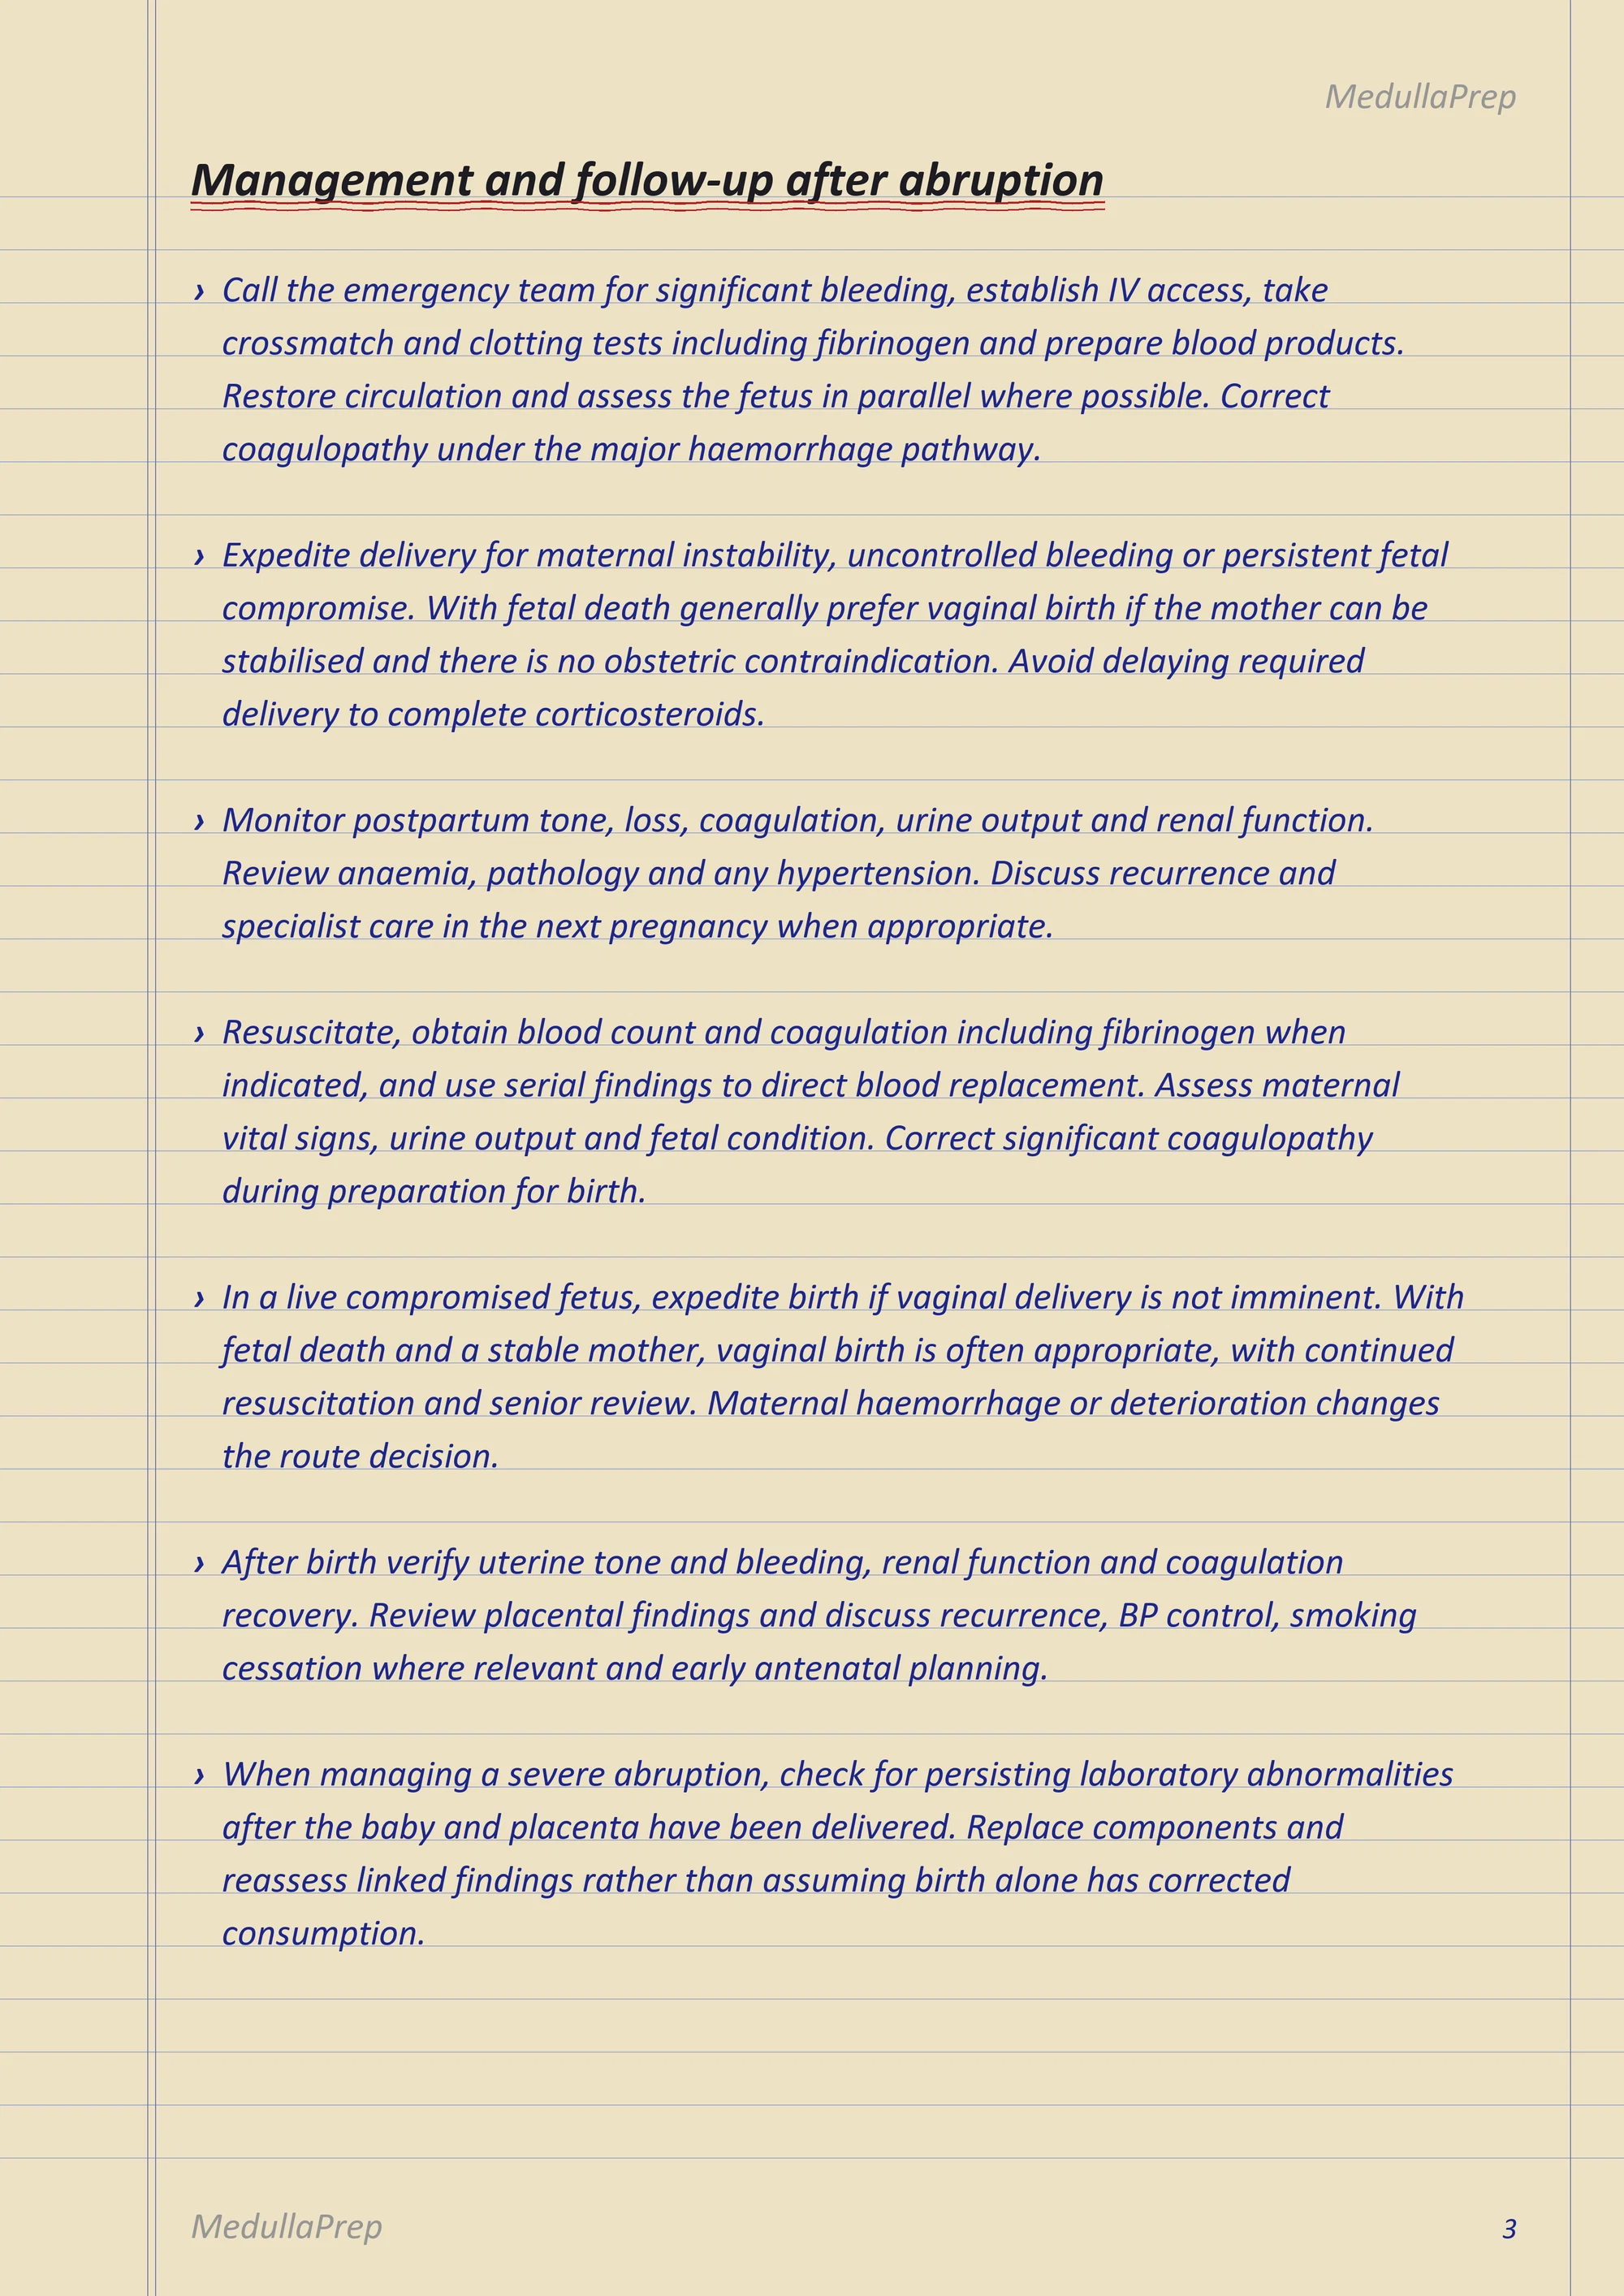 MedullaPrep
Management and follow-up after abruption
› Call the emergency team for significant bleeding, establish IV access, take
crossmatch and clotting tests including fibrinogen and prepare blood products.
Restore circulation and assess the fetus in parallel where possible. Correct
coagulopathy under the major haemorrhage pathway.
› Expedite delivery for maternal instability, uncontrolled bleeding or persistent fetal
compromise. With fetal death generally prefer vaginal birth if the mother can be
stabilised and there is no obstetric contraindication. Avoid delaying required
delivery to complete corticosteroids.
› Monitor postpartum tone, loss, coagulation, urine output and renal function.
Review anaemia, pathology and any hypertension. Discuss recurrence and
specialist care in the next pregnancy when appropriate.
› Resuscitate, obtain blood count and coagulation including fibrinogen when
indicated, and use serial findings to direct blood replacement. Assess maternal
vital signs, urine output and fetal condition. Correct significant coagulopathy
during preparation for birth.
› In a live compromised fetus, expedite birth if vaginal delivery is not imminent. With
fetal death and a stable mother, vaginal birth is often appropriate, with continued
resuscitation and senior review. Maternal haemorrhage or deterioration changes
the route decision.
› After birth verify uterine tone and bleeding, renal function and coagulation
recovery. Review placental findings and discuss recurrence, BP control, smoking
cessation where relevant and early antenatal planning.
› When managing a severe abruption, check for persisting laboratory abnormalities
after the baby and placenta have been delivered. Replace components and
reassess linked findings rather than assuming birth alone has corrected
consumption.
MedullaPrep
3